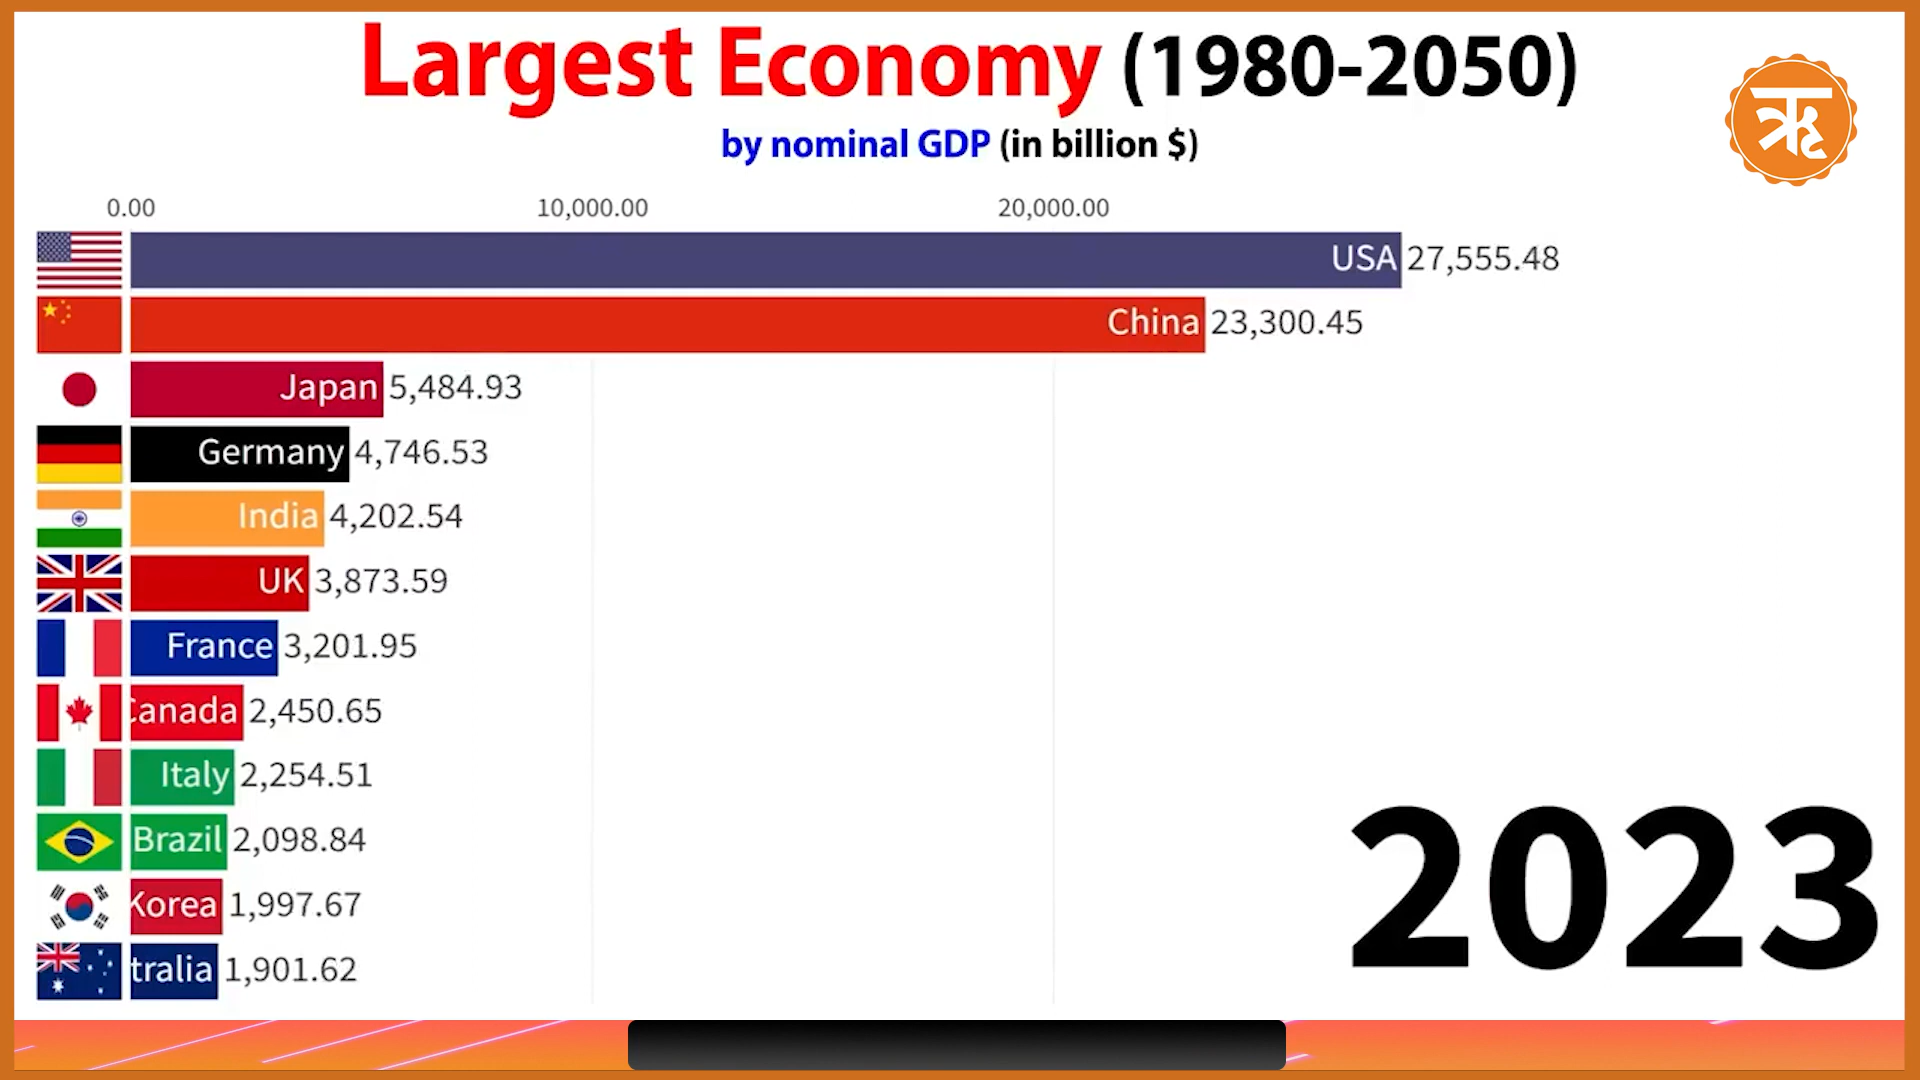 Largest Economy (1980-2050)
by nominal GDP (in billion $)
ऋ
0.00 10,000.00 20,000.00
USA 27,555.48
China 23,300.45
Japan 5,484.93
Germany 4,746.53
India 4,202.54
UK 3,873.59
France 3,201.95
Canada 2,450.65
Italy 2,254.51
Brazil 2,098.84
Korea 1,997.67
tralia 1,901.62
2023